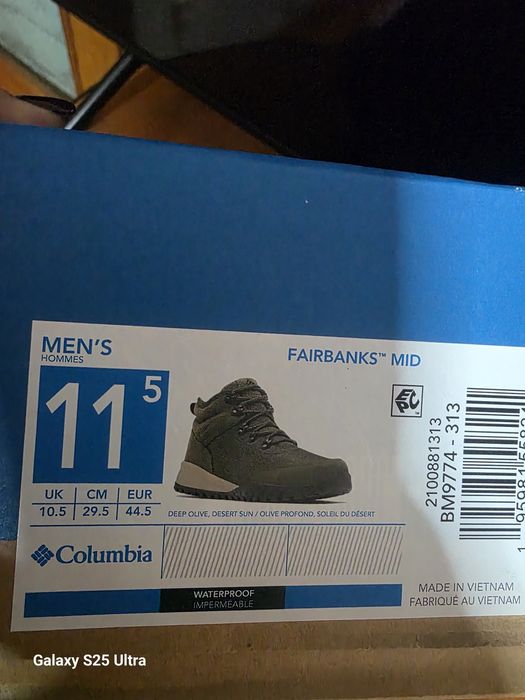 MEN'S
HOMMES
FAIRBANKS™ MID
11 5
EPC
UK CM EUR
10.5 29.5 44.5
DEEP OLIVE, DESERT SUN / OLIVE PROFOND, SOLEIL DU DÉSERT
2100881313
BM9774 - 313
Columbia
WATERPROOF
IMPERMÉABLE
MADE IN VIETNAM
FABRIQUÉ AU VIETNAM
Galaxy S25 Ultra